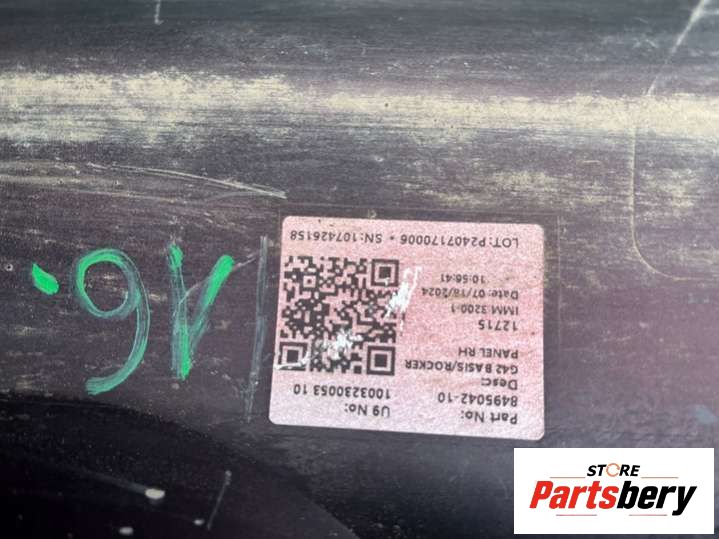 Part No:
8495042-10
Desc:
G42 BASIS/ROCKER
PANEL RH
12715
IMM 3200-1
Date: 07/18/2024
10:56:41
U9 No:
1003230053 10
LOT:P2407170006 • SN:107426158
STORE
Partsbery